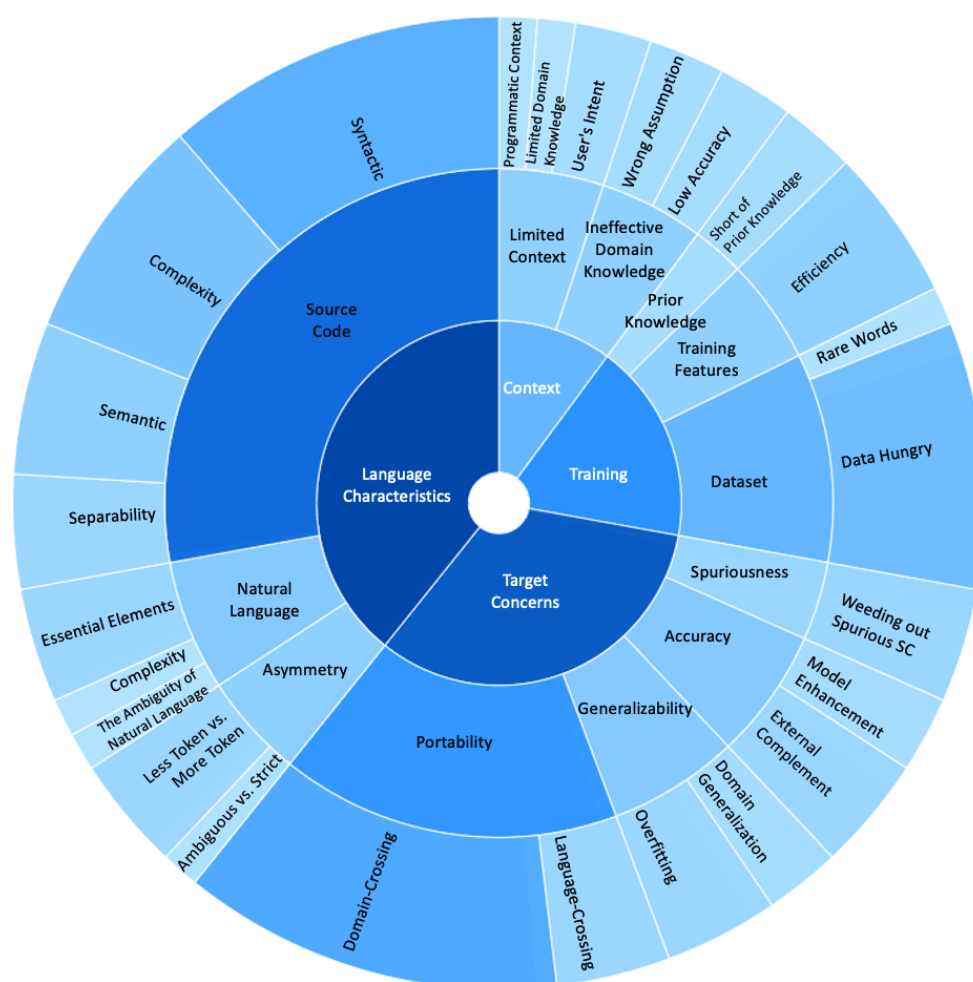 Programmatic Context
Limited Domain
Knowledge
User's Intent
Wrong Assumption
Low Accuracy
Short of
Prior Knowledge
Efficiency
Rare Words
Data Hungry
Weeding out
Spurious SC
Model
Enhancement
External
Complement
Domain
Generalization
Overfitting
Language-Crossing
Domain-Crossing
Ambiguous vs. Strict
Less Token vs.
More Token
The Ambiguity of
Natural Language
Complexity
Essential Elements
Separability
Semantic
Complexity
Syntactic
Limited
Context
Ineffective
Domain
Knowledge
Prior
Knowledge
Training
Features
Dataset
Spuriousness
Accuracy
Generalizability
Portability
Asymmetry
Natural
Language
Source
Code
Context
Training
Target
Concerns
Language
Characteristics